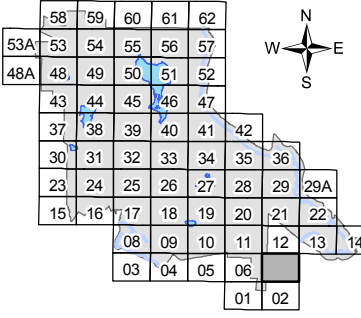 58 59 60 61 62
N
53A 53 54 55 56 57
W E
48A 48 49 50 51 52
S
43 44 45 46 47
37 38 39 40 41 42
30 31 32 33 34 35 36
23 24 25 26 27 28 29 29A
15 16 17 18 19 20 21 22
08 09 10 11 12 13 14
03 04 05 06
01 02